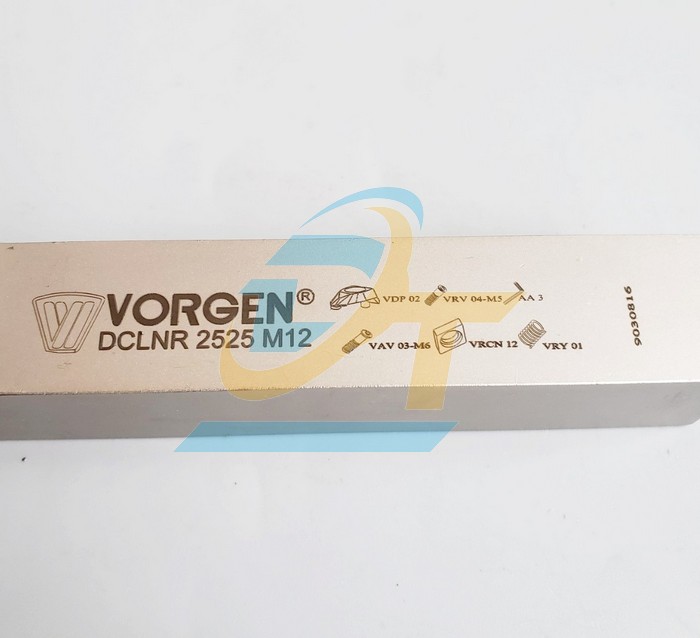 VORGEN®
DCLNR 2525 M12
VDP 02 VRV 04-M5 AA 3
VAV 03-M6 VRCN 12 VRY 01
9030816